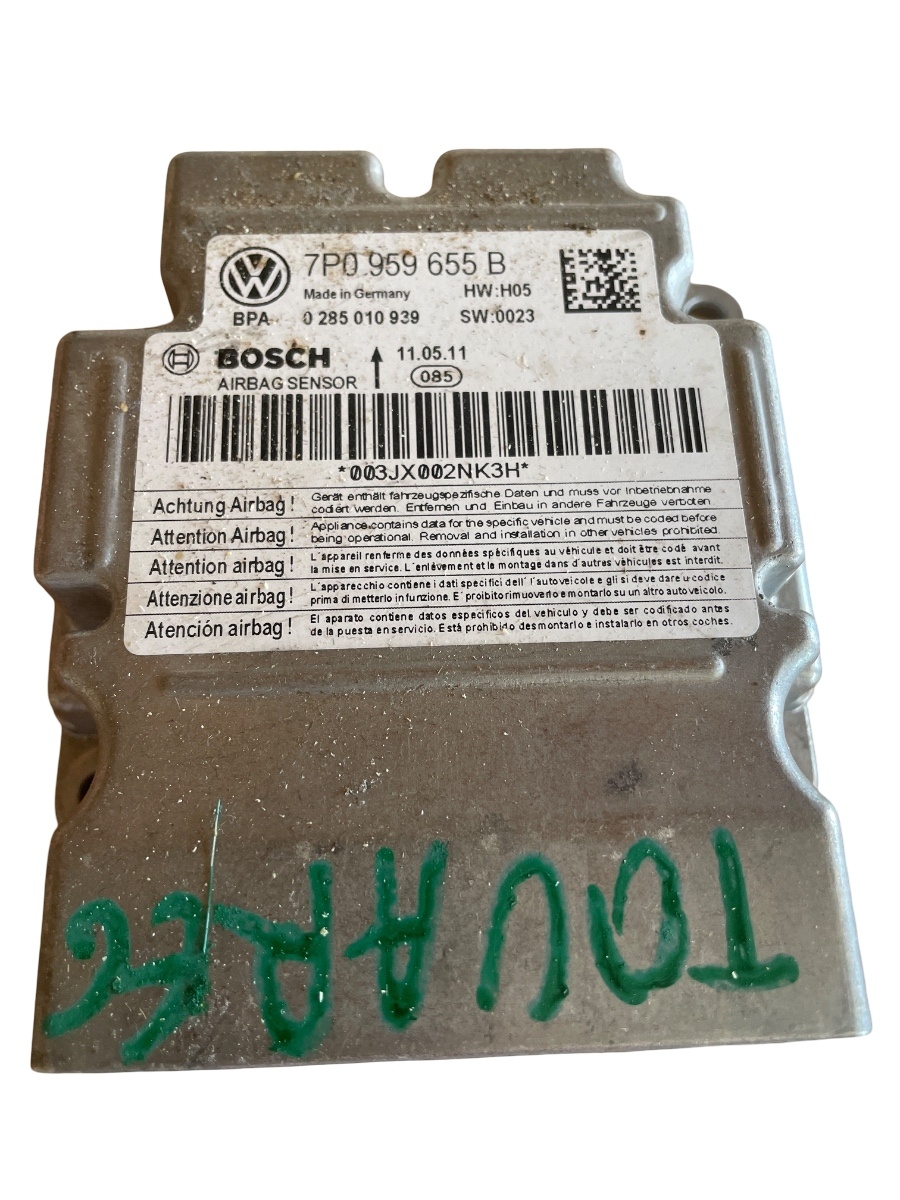 7P0 959 655 B
Made in Germany HW:H05
BPA 0 285 010 939 SW:0023
BOSCH 11.05.11
AIRBAG SENSOR 085
*003JX002NK3H*
Achtung Airbag! Gerät enthält fahrzeugspezifische Daten und muss vor Inbetriebnahme
codiert werden. Entfernen und Einbau in andere Fahrzeuge verboten.
Attention Airbag! Appliance contains data for the specific vehicle and must be coded before
being operational. Removal and installation in other vehicles prohibited.
Attention airbag! L'appareil renferme des données spécifiques au véhicule et doit être codé avant
la mise en service. L'enlévement et le montage dans d'autres véhicules est interdit.
Attenzione airbag! L'apparecchio contiene i dati specifici dell' l'autoveicolo e gli si deve dare u codice
prima di metterlo in funzione. E' proibito rimuoverlo e montarlo su un altro autoveicolo.
Atención airbag! El aparato contiene datos especificos del vehiculo y debe ser codificado antes
de la puesta en servicio. Está prohibido desmontarlo e instalarlo en otros coches.
TOUAREG